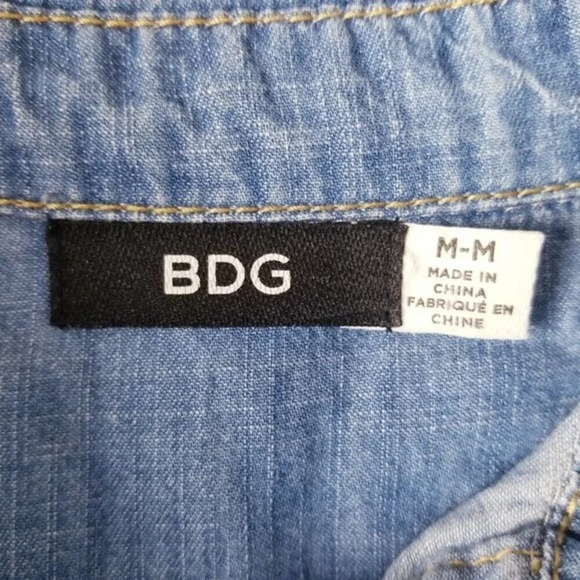 BDG
M-M
MADE IN
CHINA
FABRIQUÉ EN
CHINE